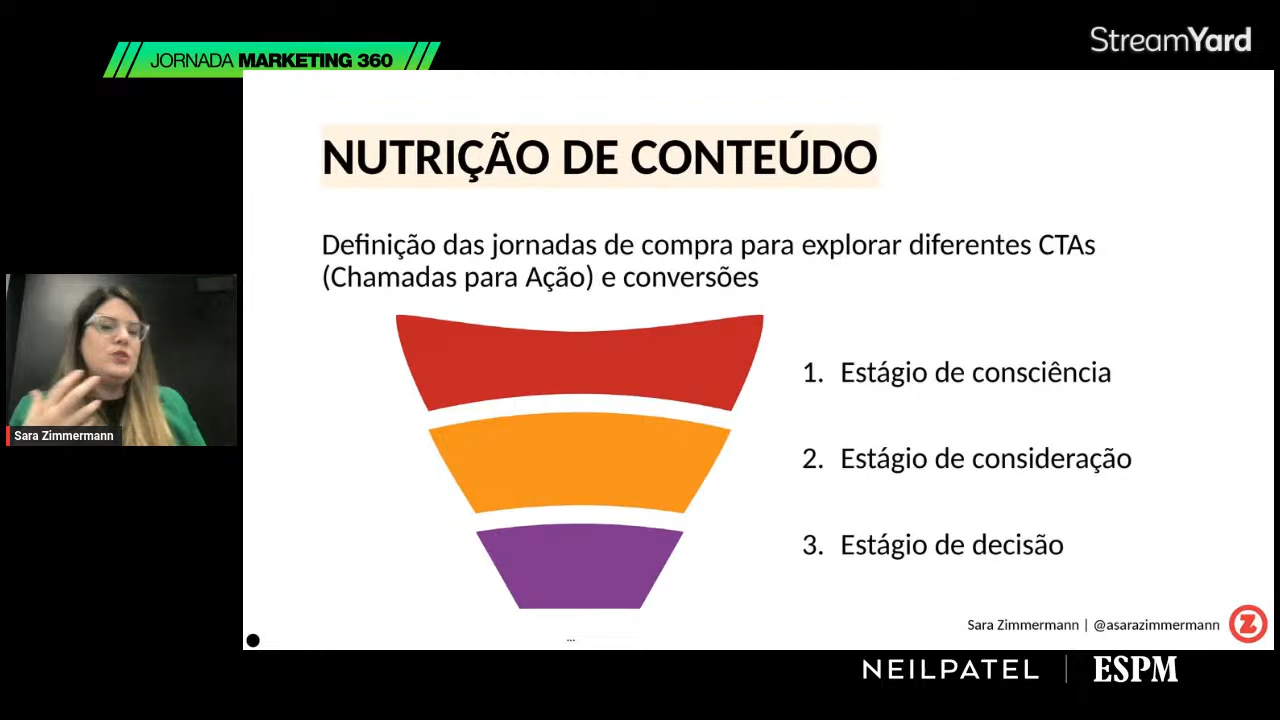 JORNADA MARKETING 360
StreamYard
NUTRIÇÃO DE CONTEÚDO
Definição das jornadas de compra para explorar diferentes CTAs
(Chamadas para Ação) e conversões
1. Estágio de consciência
2. Estágio de consideração
3. Estágio de decisão
Sara Zimmermann
...
Sara Zimmermann | @asarazimmermann
Z
NEILPATEL | ESPM